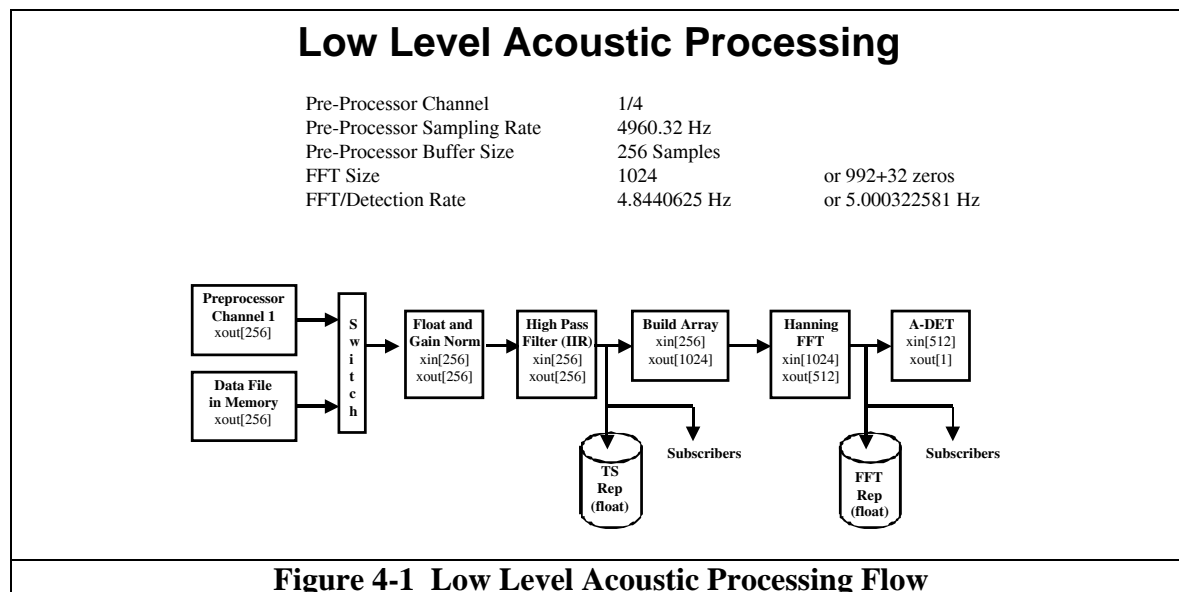 Low Level Acoustic Processing
Pre-Processor Channel 1/4
Pre-Processor Sampling Rate 4960.32 Hz
Pre-Processor Buffer Size 256 Samples
FFT Size 1024 or 992+32 zeros
FFT/Detection Rate 4.8440625 Hz or 5.000322581 Hz
Preprocessor
Channel 1
xout[256]
Data File
in Memory
xout[256]
S
w
i
t
c
h
Float and
Gain Norm
xin[256]
xout[256]
High Pass
Filter (IIR)
xin[256]
xout[256]
Build Array
xin[256]
xout[1024]
Hanning
FFT
xin[1024]
xout[512]
A-DET
xin[512]
xout[1]
TS
Rep
(float)
Subscribers
FFT
Rep
(float)
Subscribers
Figure 4-1 Low Level Acoustic Processing Flow